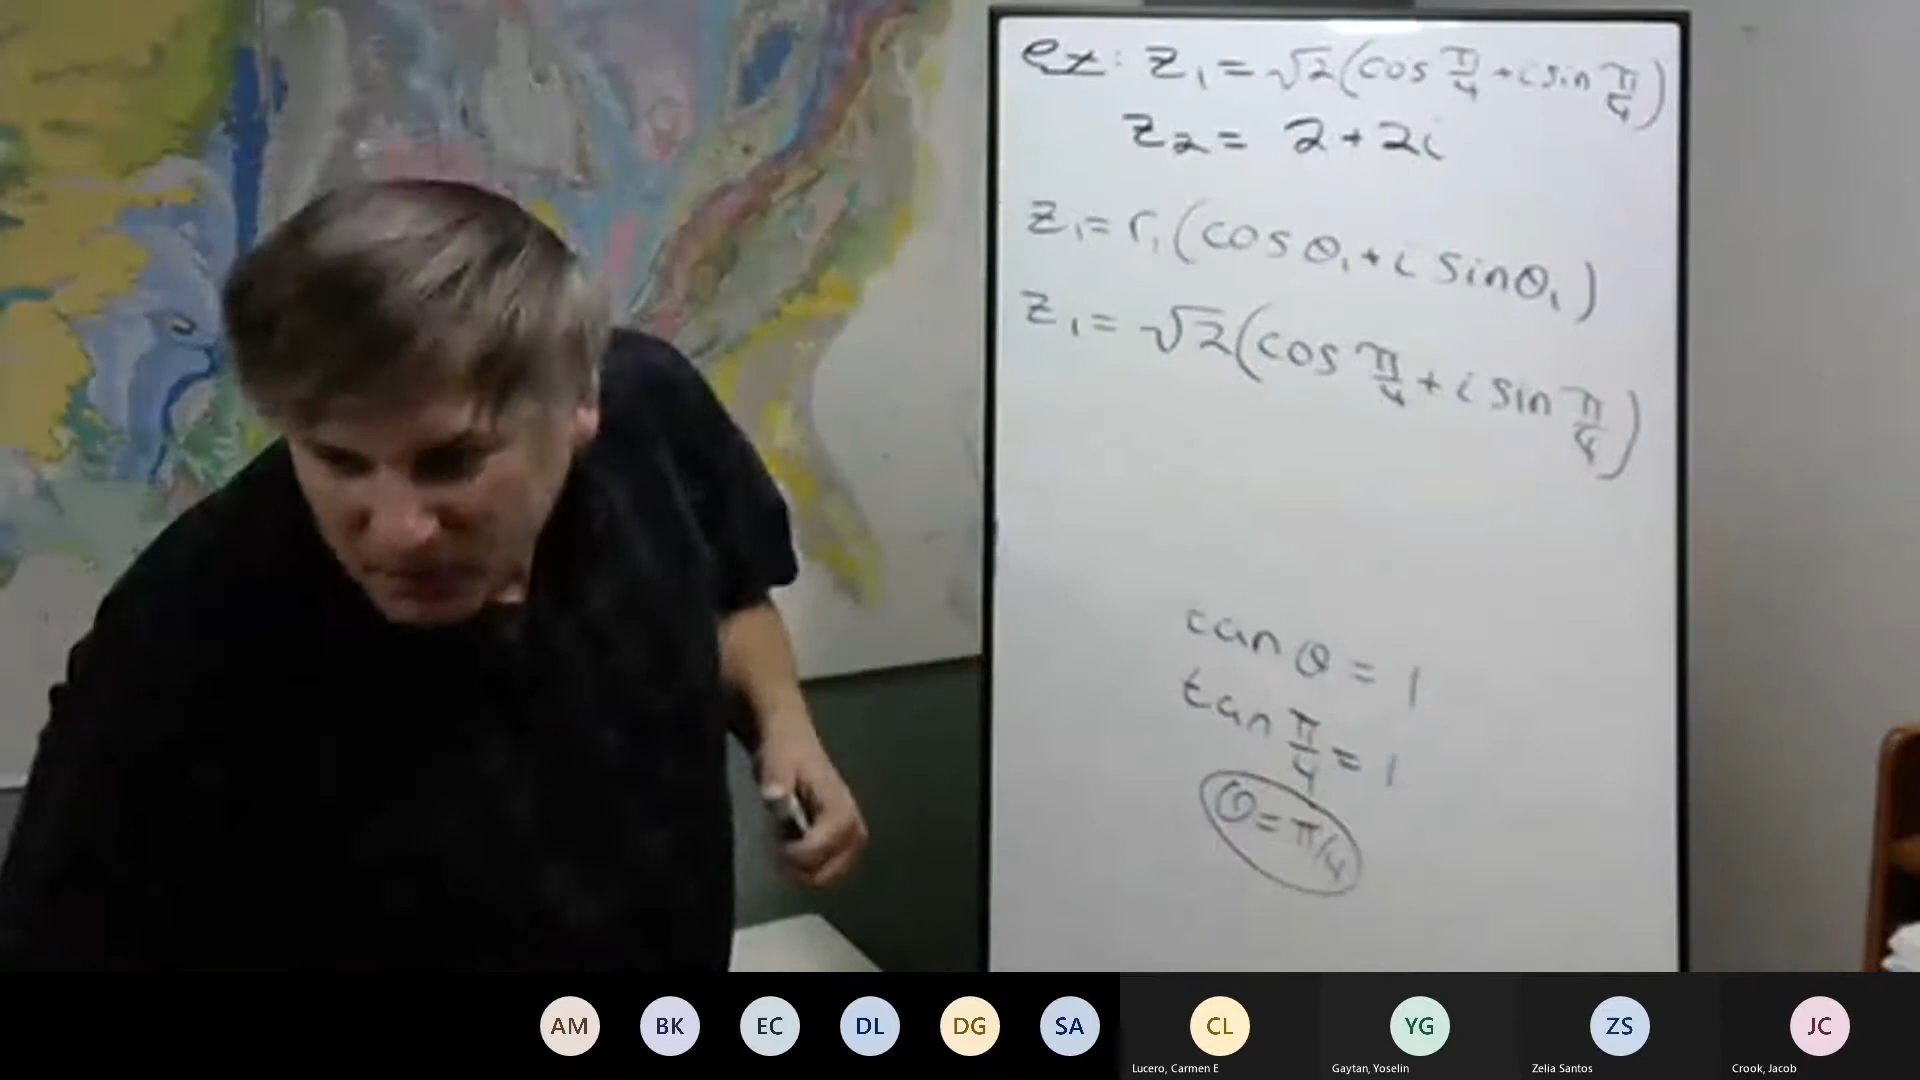 ex: z₁ = √2(cos π/4 + i sin π/4)
z₂ = 2 + 2i
z₁ = r₁(cos θ₁ + i sin θ₁)
z₁ = √2(cos π/4 + i sin π/4)
tan θ = 1
tan π/4 = 1
θ = π/4
AM BK EC DL DG SA CL YG ZS JC
Lucero, Carmen E Gaytan, Yoselin Zelia Santos Crook, Jacob